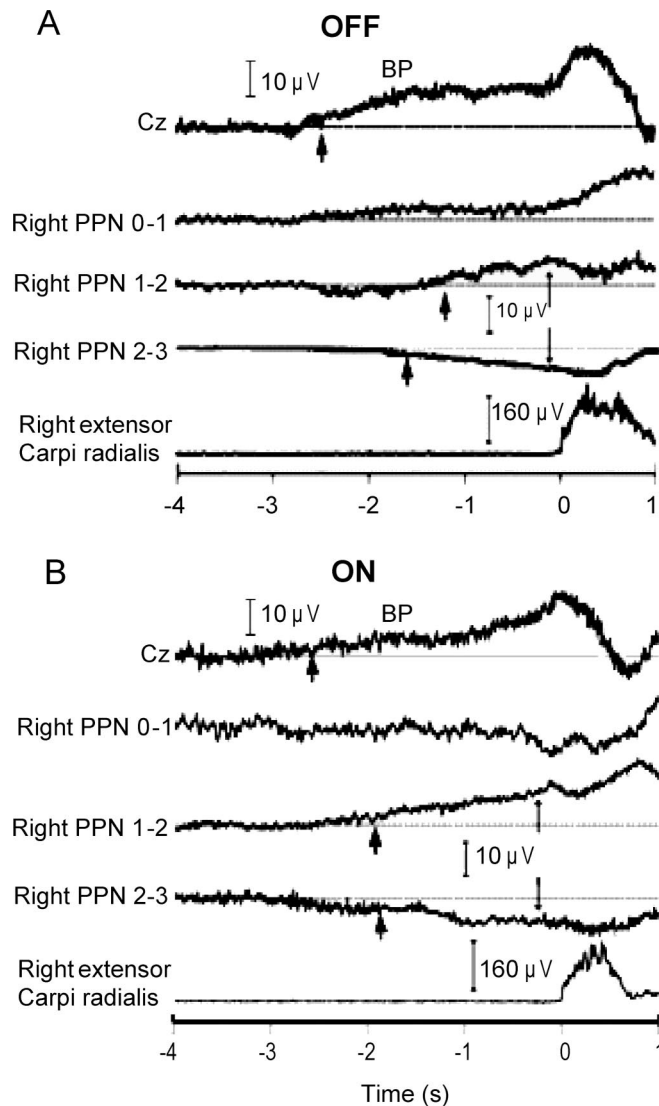 A
OFF
10 μV
BP
Cz
Right PPN 0-1
Right PPN 1-2
10 μV
Right PPN 2-3
160 μV
Right extensor
Carpi radialis
-4 -3 -2 -1 0 1
B
ON
10 μV
BP
Cz
Right PPN 0-1
Right PPN 1-2
10 μV
Right PPN 2-3
Right extensor
160 μV
Carpi radialis
-4 -3 -2 -1 0 1
Time (s)